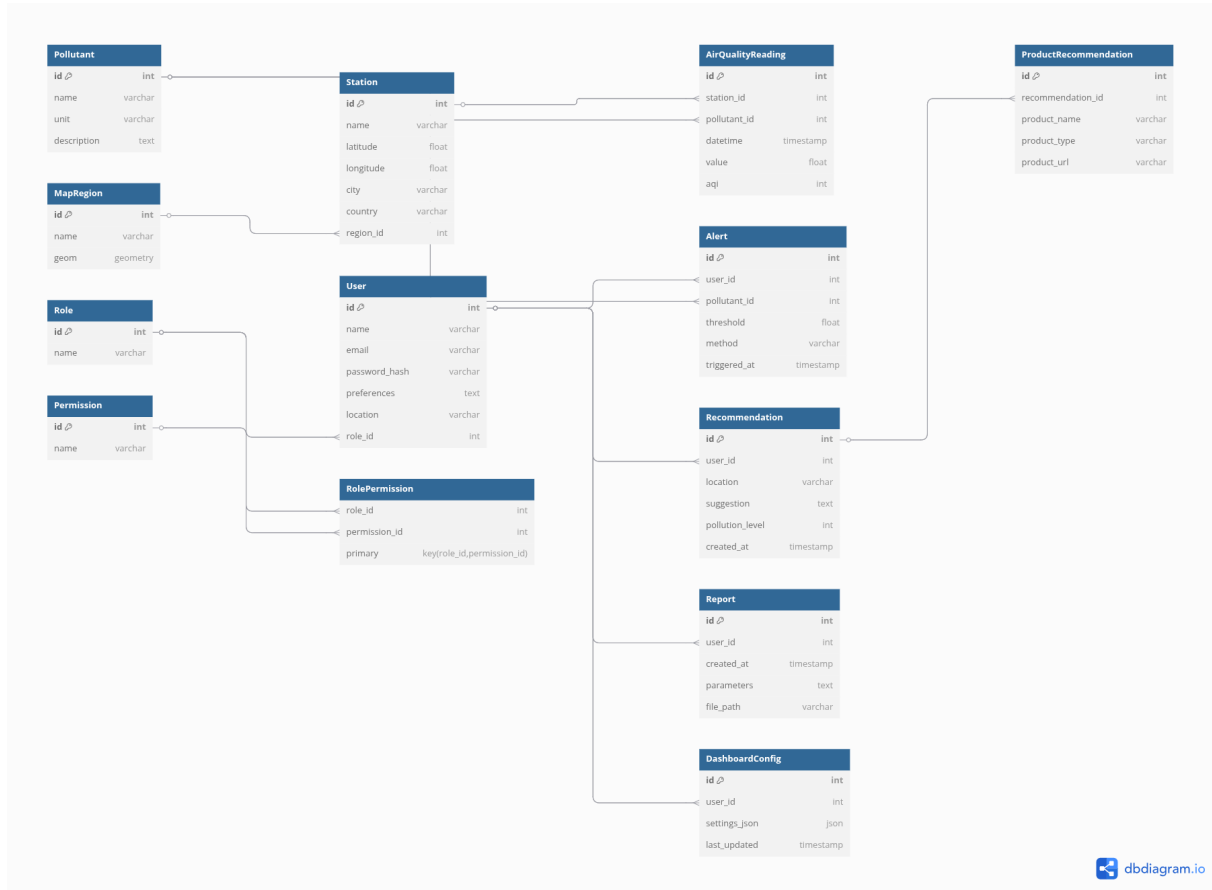 Pollutant
id int
name varchar
unit varchar
description text
MapRegion
id int
name varchar
geom geometry
Role
id int
name varchar
Permission
id int
name varchar
Station
id int
name varchar
latitude float
longitude float
city varchar
country varchar
region_id int
User
id int
name varchar
email varchar
password_hash varchar
preferences text
location varchar
role_id int
RolePermission
role_id int
permission_id int
primary key(role_id,permission_id)
AirQualityReading
id int
station_id int
pollutant_id int
datetime timestamp
value float
aqi int
Alert
id int
user_id int
pollutant_id int
threshold float
method varchar
triggered_at timestamp
Recommendation
id int
user_id int
location varchar
suggestion text
pollution_level int
created_at timestamp
Report
id int
user_id int
created_at timestamp
parameters text
file_path varchar
DashboardConfig
id int
user_id int
settings_json json
last_updated timestamp
ProductRecommendation
id int
recommendation_id int
product_name varchar
product_type varchar
product_url varchar
dbdiagram.io